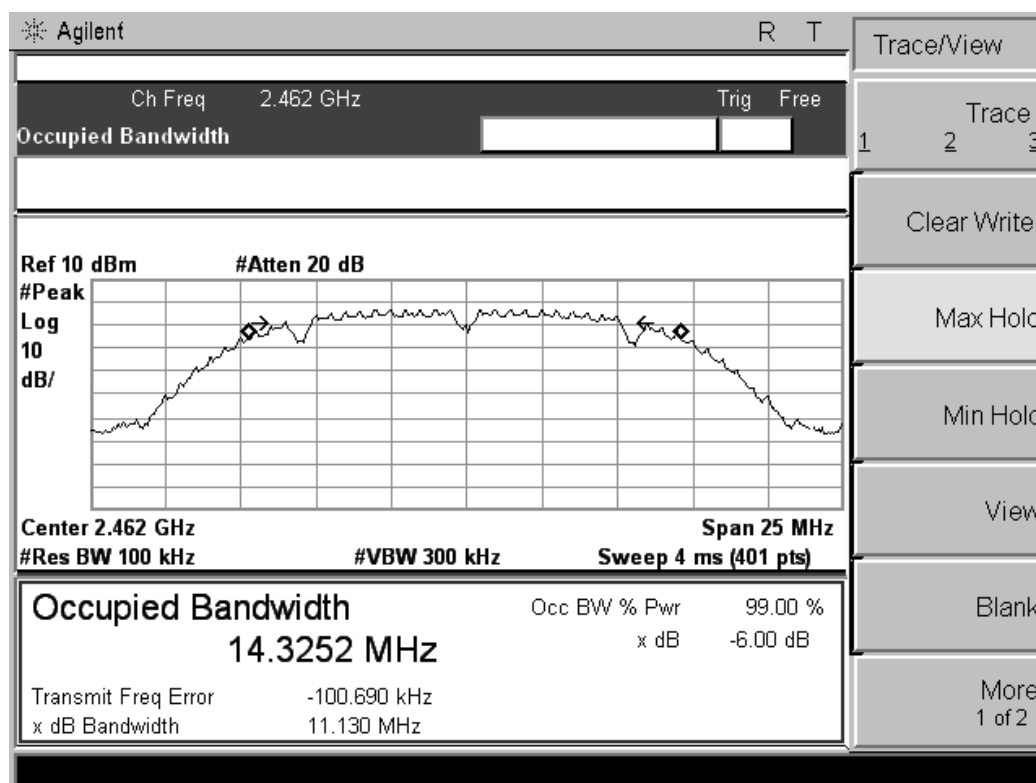 Agilent R T
Trace/View
Ch Freq 2.462 GHz Trig Free
Occupied Bandwidth
Trace
1 2 3
Clear Write
Ref 10 dBm #Atten 20 dB
#Peak
Log
10
dB/
Max Hold
Min Hold
View
Center 2.462 GHz Span 25 MHz
#Res BW 100 kHz #VBW 300 kHz Sweep 4 ms (401 pts)
Occupied Bandwidth Occ BW % Pwr 99.00 %
14.3252 MHz x dB -6.00 dB
Blank
Transmit Freq Error -100.690 kHz
x dB Bandwidth 11.130 MHz
More
1 of 2